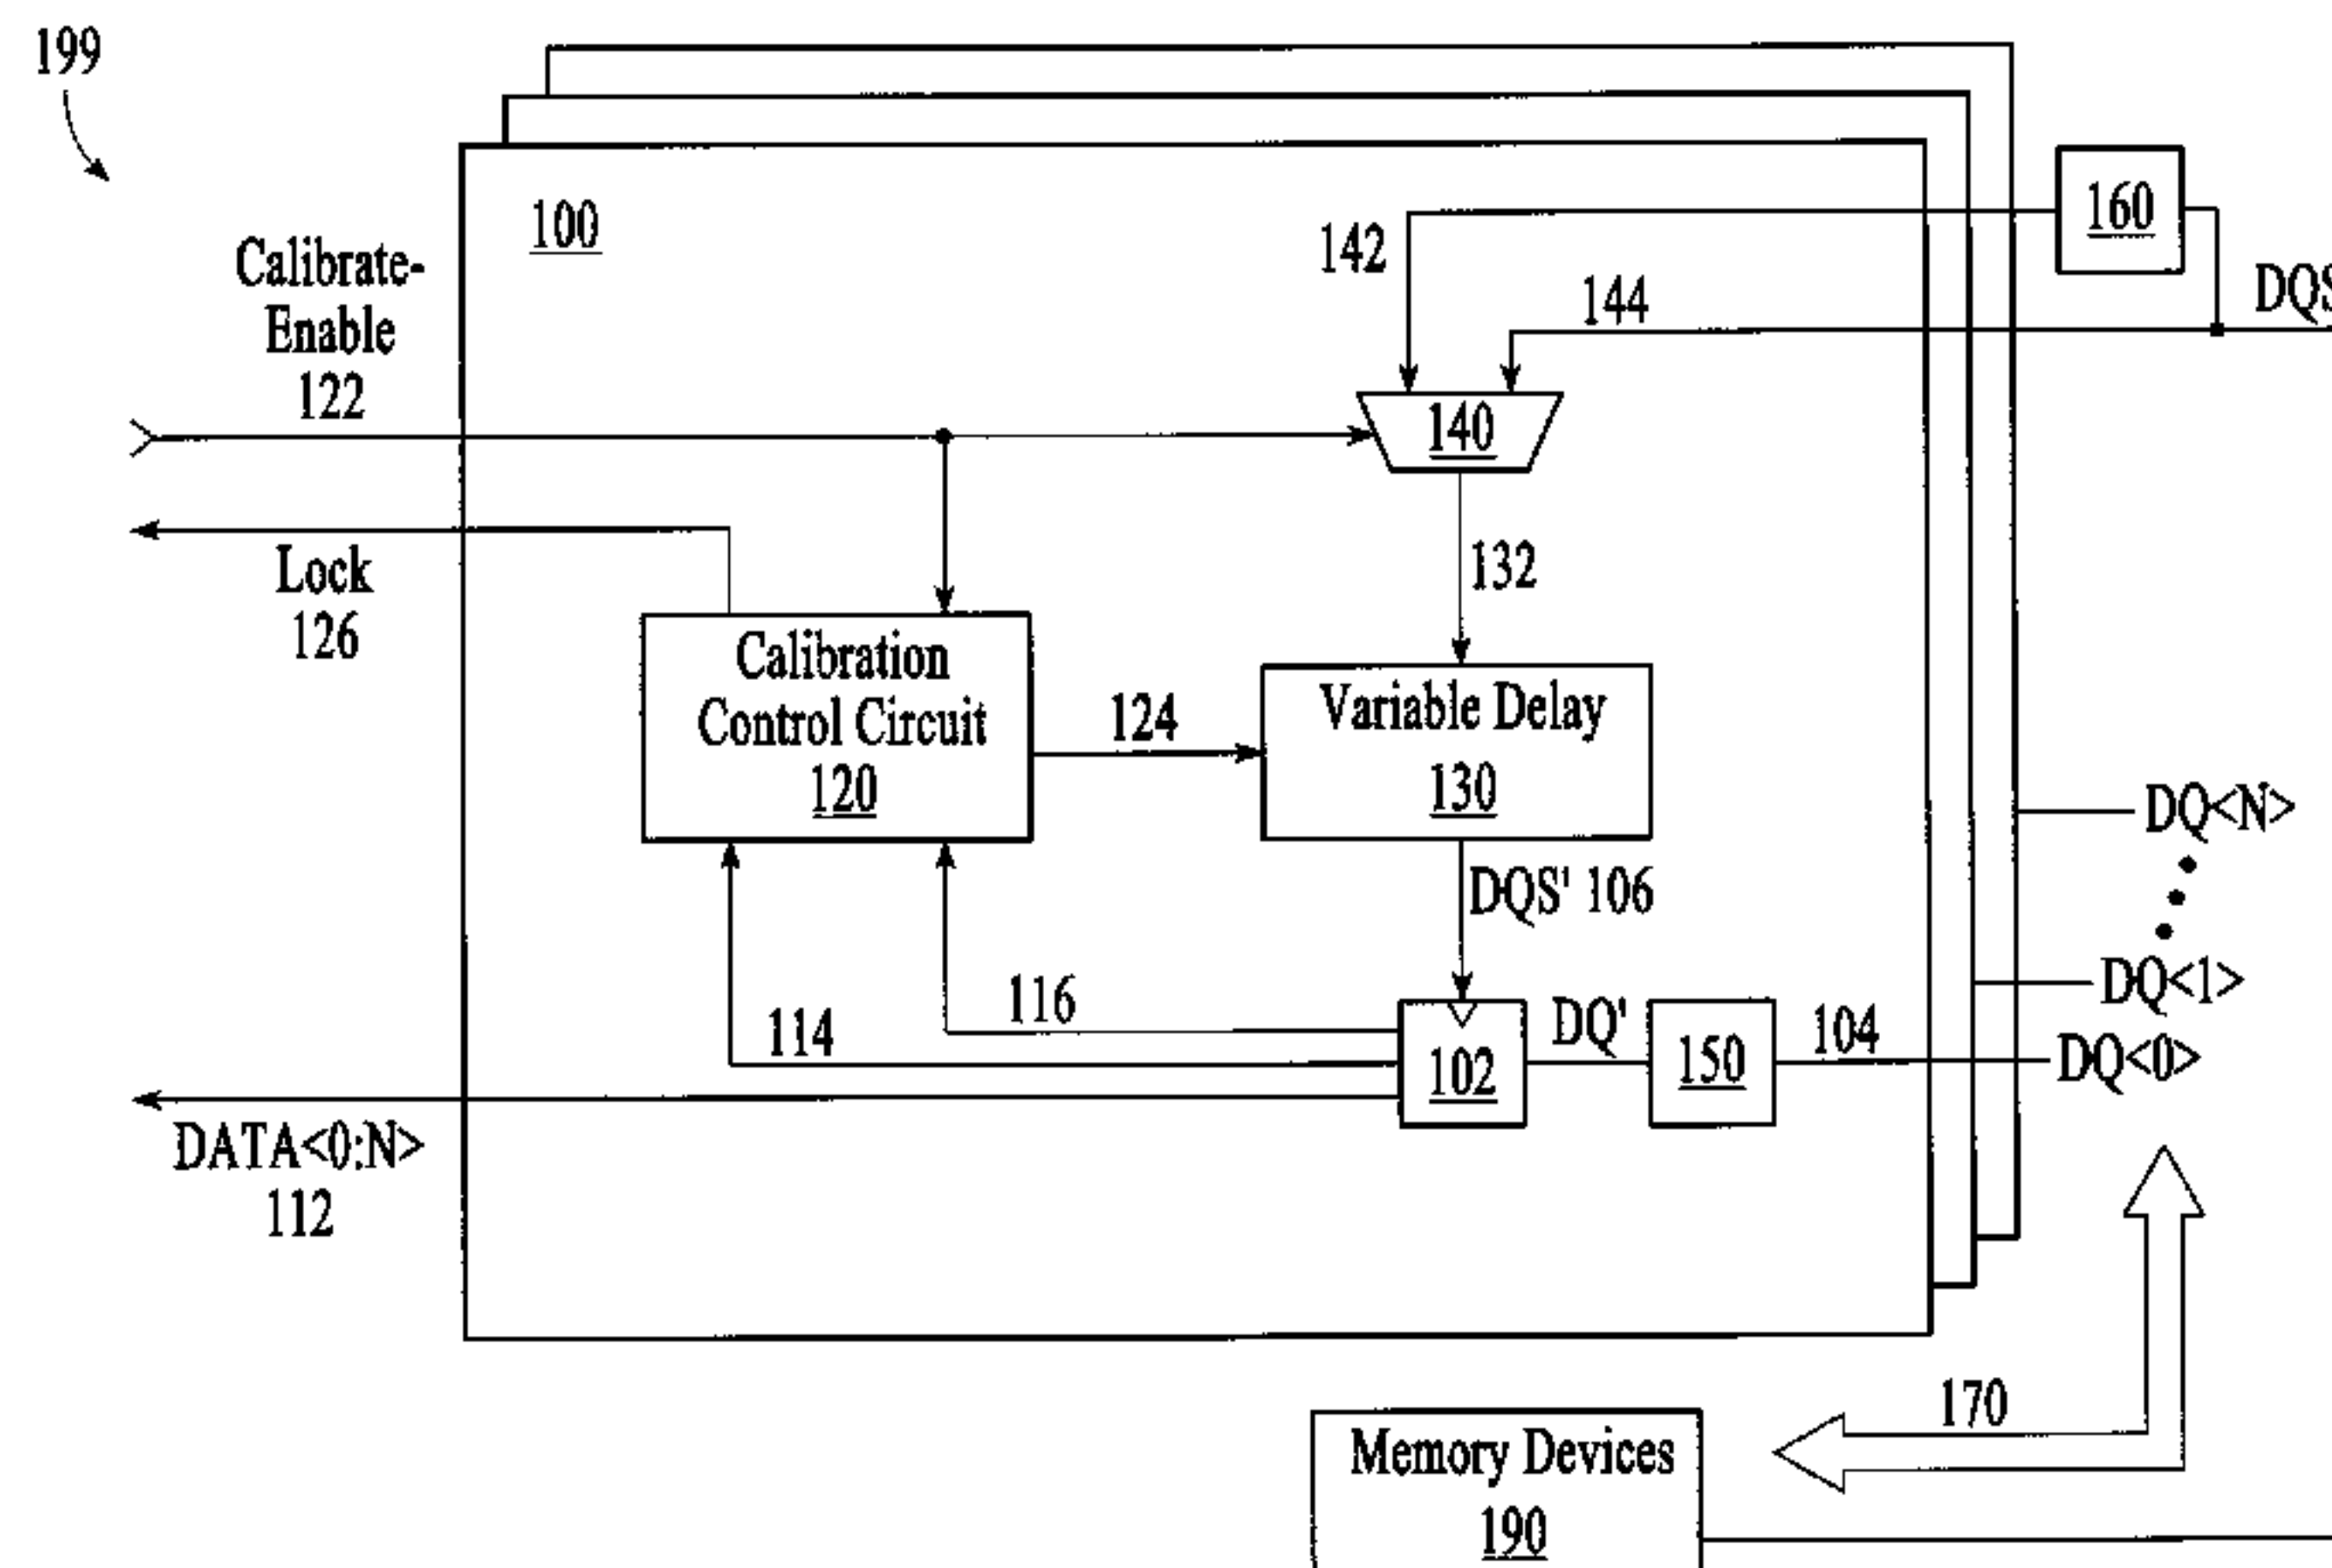 199
100
160
142
144
DQS
Calibrate-
Enable
122
140
Lock
126
132
Calibration
Control Circuit
120
124
Variable Delay
130
DQ<N>
DQS' 106
DQ<1>
116
114
DQ'
104
102
150
DQ<0>
DATA<0:N>
112
170
Memory Devices
190